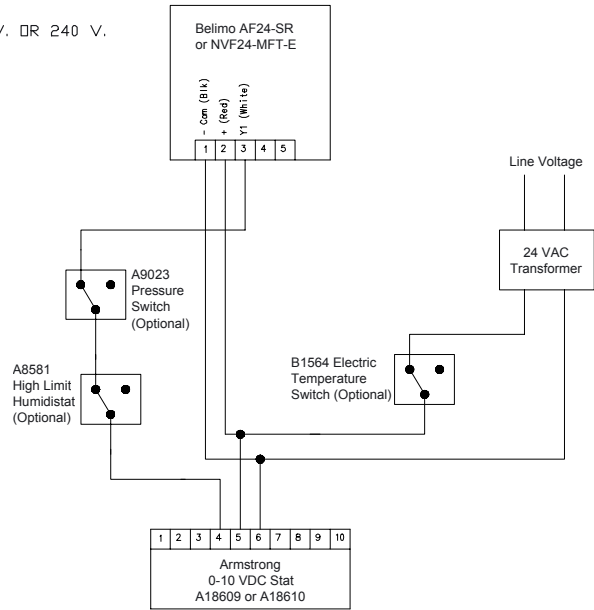 V. OR 240 V.
Belimo AF24-SR
or NVF24-MFT-E
- Com (Blk)
+ (Red)
Y1 (White)
1 2 3 4 5
Line Voltage
24 VAC
Transformer
A9023
Pressure
Switch
(Optional)
A8581
High Limit
Humidistat
(Optional)
B1564 Electric
Temperature
Switch (Optional)
1 2 3 4 5 6 7 8 9 10
Armstrong
0-10 VDC Stat
A18609 or A18610